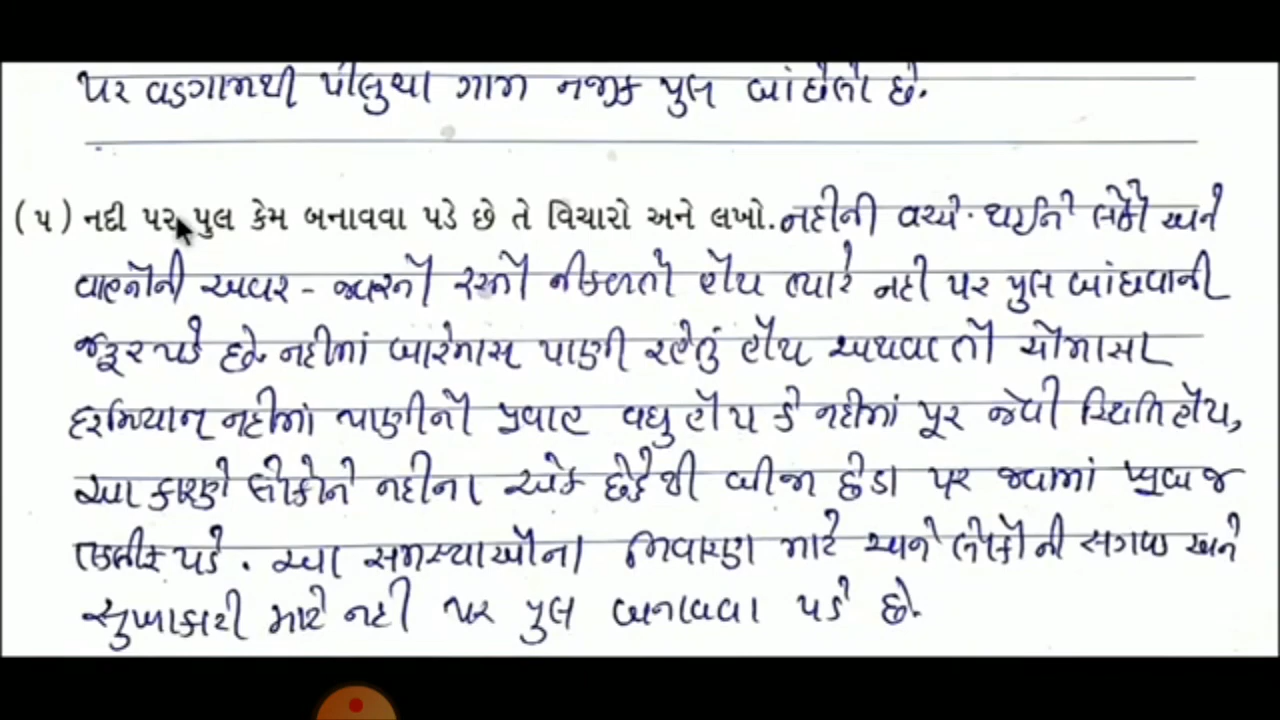 પર વડગામથી પીલુચા ગામ નજીક પુલ બાંધેલો છે.
(૫) નદી પર પુલ કેમ બનાવવા પડે છે તે વિચારો અને લખો. નદીની વચ્ચે થઈને લોકો અને
વાહનોની અવર - જવરનો રસ્તો નીકળતો હોય ત્યારે નદી પર પુલ બાંધવાની
જરૂર પડે છે. નદીમાં બારેમાસ પાણી રહેતું હોય અથવા તો ચોમાસા
દરમિયાન નદીમાં પાણીનો પ્રવાહ વધુ હોય કે નદીમાં પૂર જેવી સ્થિતિ હોય,
આ કારણે લોકોને નદીના એક છેડેથી બીજા છેડા પર જવામાં ખુબ જ
તકલીફ પડે. આ સમસ્યાઓના નિવારણ માટે અને લોકોની સગવડ અને
સુખાકારી માટે નદી પર પુલ બનાવવા પડે છે.